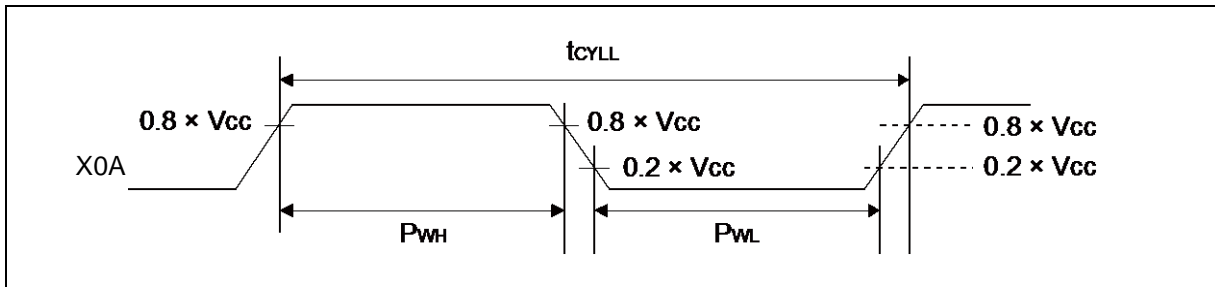 tCYLL
0.8 × VCC
0.8 × VCC
0.8 × VCC
X0A
0.2 × VCC
0.2 × VCC
PWH
PWL